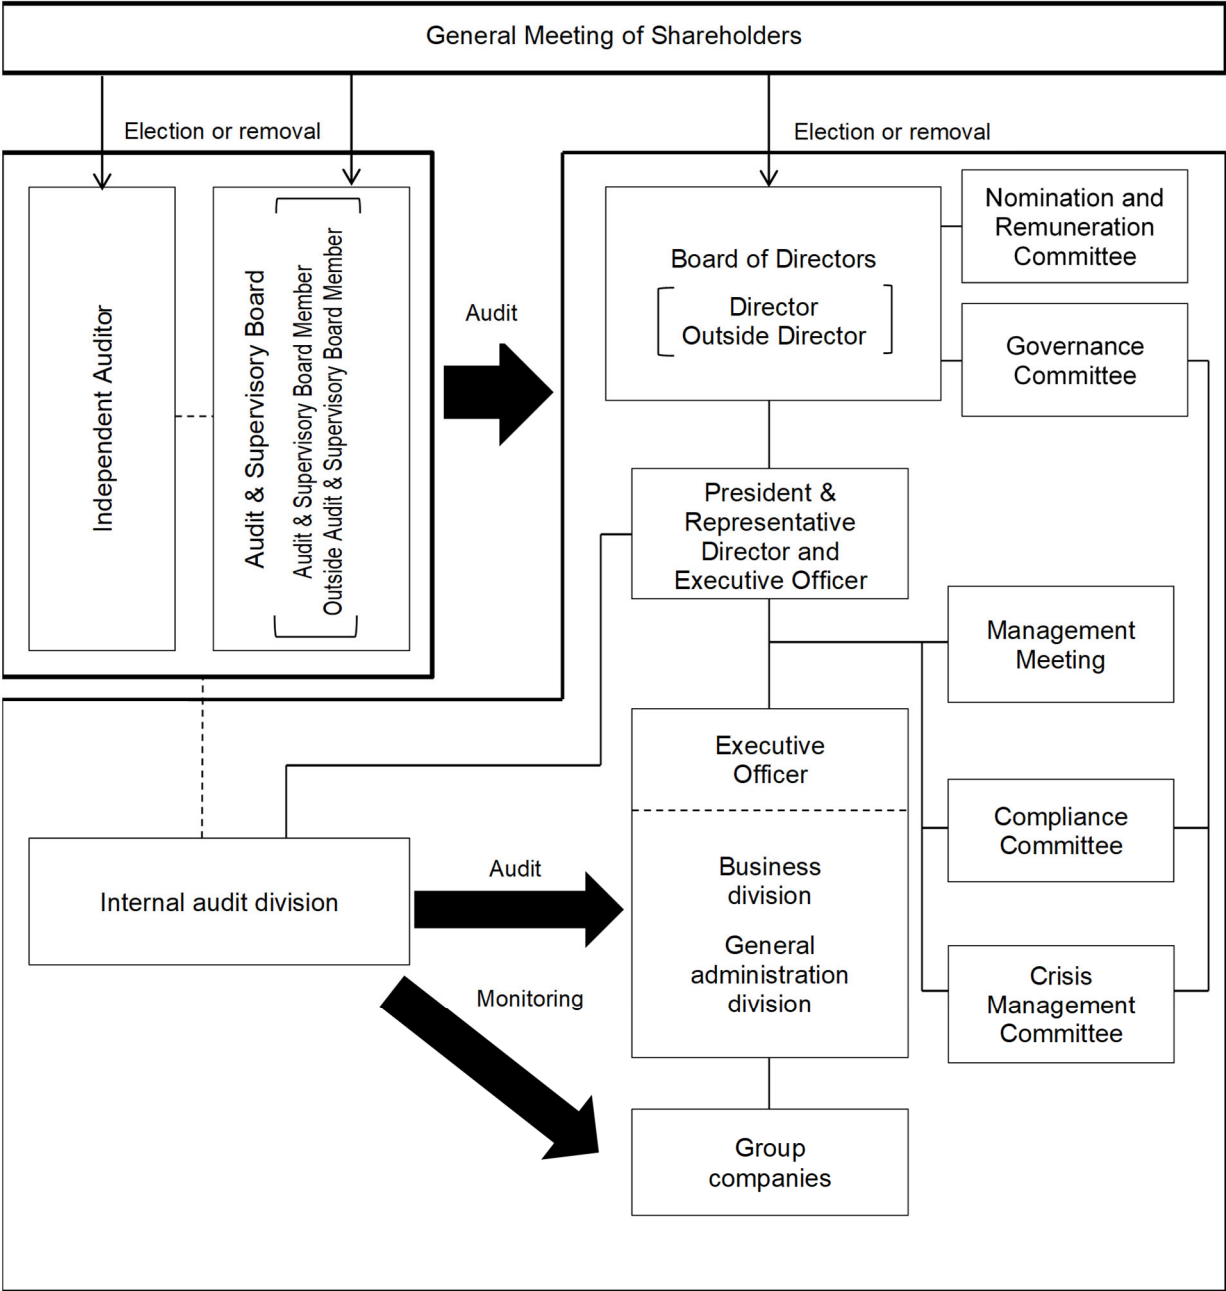 General Meeting of Shareholders
Election or removal
Election or removal
Independent Auditor
Audit & Supervisory Board
Audit & Supervisory Board Member
Outside Audit & Supervisory Board Member
Audit
Board of Directors
Director
Outside Director
Nomination and
Remuneration
Committee
Governance
Committee
President &
Representative
Director and
Executive Officer
Management
Meeting
Executive
Officer
Compliance
Committee
Internal audit division
Audit
Business
division
General
administration
division
Monitoring
Crisis
Management
Committee
Group
companies